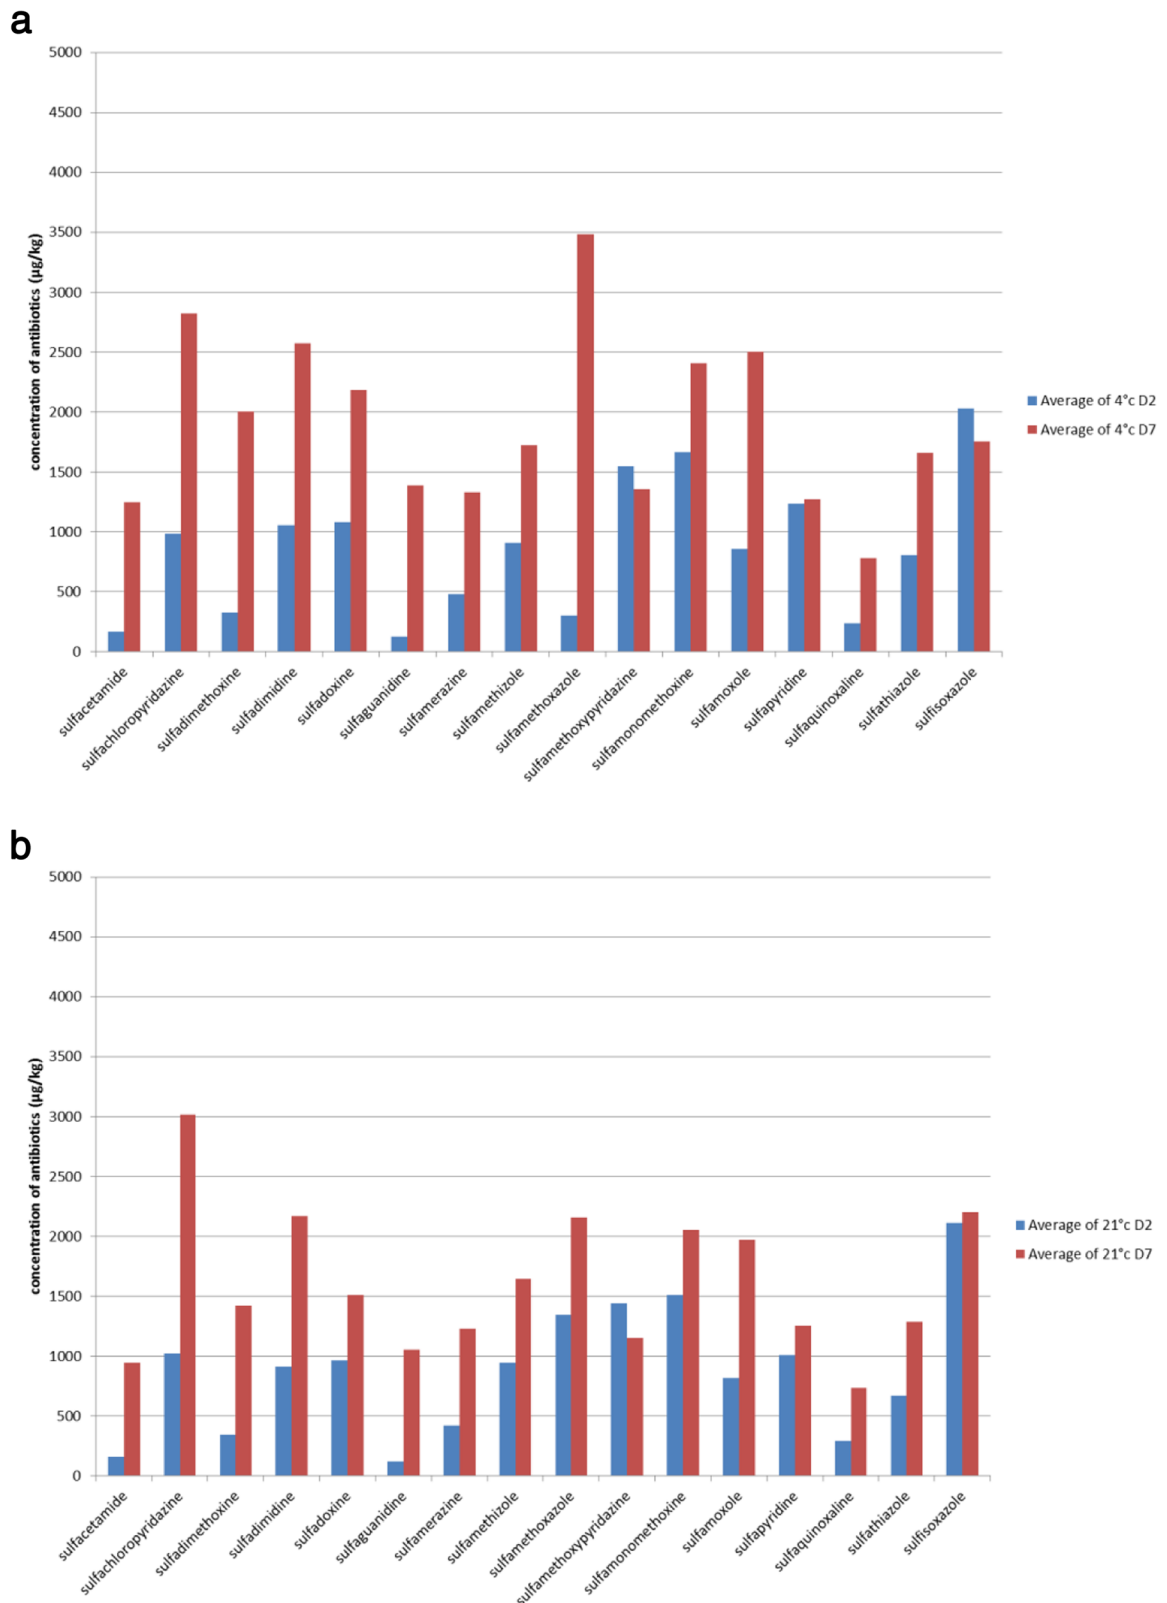 a
5000
4500
4000
3500
3000
2500
2000
1500
1000
500
0
concentration of antibiotics (µg/kg)
sulfacetamide
sulfachloropyridazine
sulfadimethoxine
sulfadimidine
sulfadoxine
sulfaguanidine
sulfamerazine
sulfamethizole
sulfamethoxazole
sulfamethoxypyridazine
sulfamonomethoxine
sulfamoxole
sulfapyridine
sulfaquinoxaline
sulfathiazole
sulfisoxazole
Average of 4°c D2
Average of 4°c D7
b
5000
4500
4000
3500
3000
2500
2000
1500
1000
500
0
concentration of antibiotics (µg/kg)
sulfacetamide
sulfachloropyridazine
sulfadimethoxine
sulfadimidine
sulfadoxine
sulfaguanidine
sulfamerazine
sulfamethizole
sulfamethoxazole
sulfamethoxypyridazine
sulfamonomethoxine
sulfamoxole
sulfapyridine
sulfaquinoxaline
sulfathiazole
sulfisoxazole
Average of 21°c D2
Average of 21°c D7